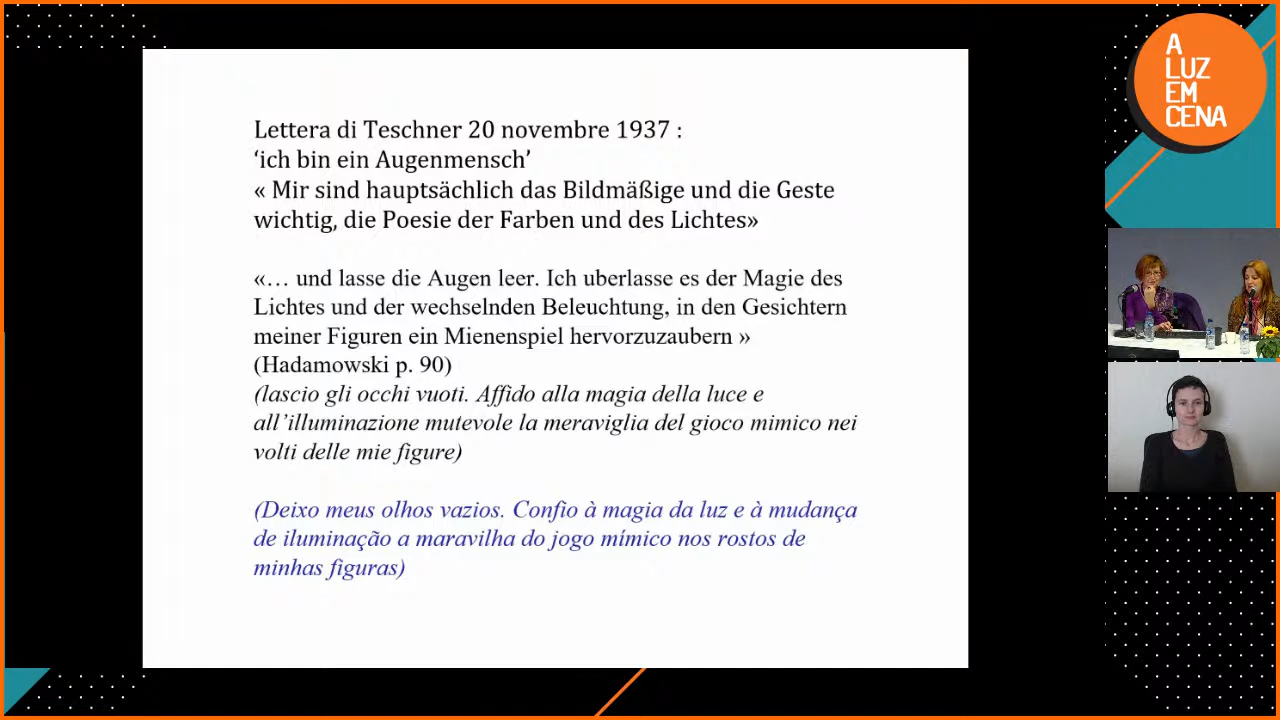 Lettera di Teschner 20 novembre 1937 :
‘ich bin ein Augenmensch’
« Mir sind hauptsächlich das Bildmäßige und die Geste
wichtig, die Poesie der Farben und des Lichtes»
«… und lasse die Augen leer. Ich uberlasse es der Magie des
Lichtes und der wechselnden Beleuchtung, in den Gesichtern
meiner Figuren ein Mienenspiel hervorzuzaubern »
(Hadamowski p. 90)
(lascio gli occhi vuoti. Affido alla magia della luce e
all’illuminazione mutevole la meraviglia del gioco mimico nei
volti delle mie figure)
(Deixo meus olhos vazios. Confio à magia da luz e à mudança
de iluminação a maravilha do jogo mímico nos rostos de
minhas figuras)
A
LUZ
EM
CENA